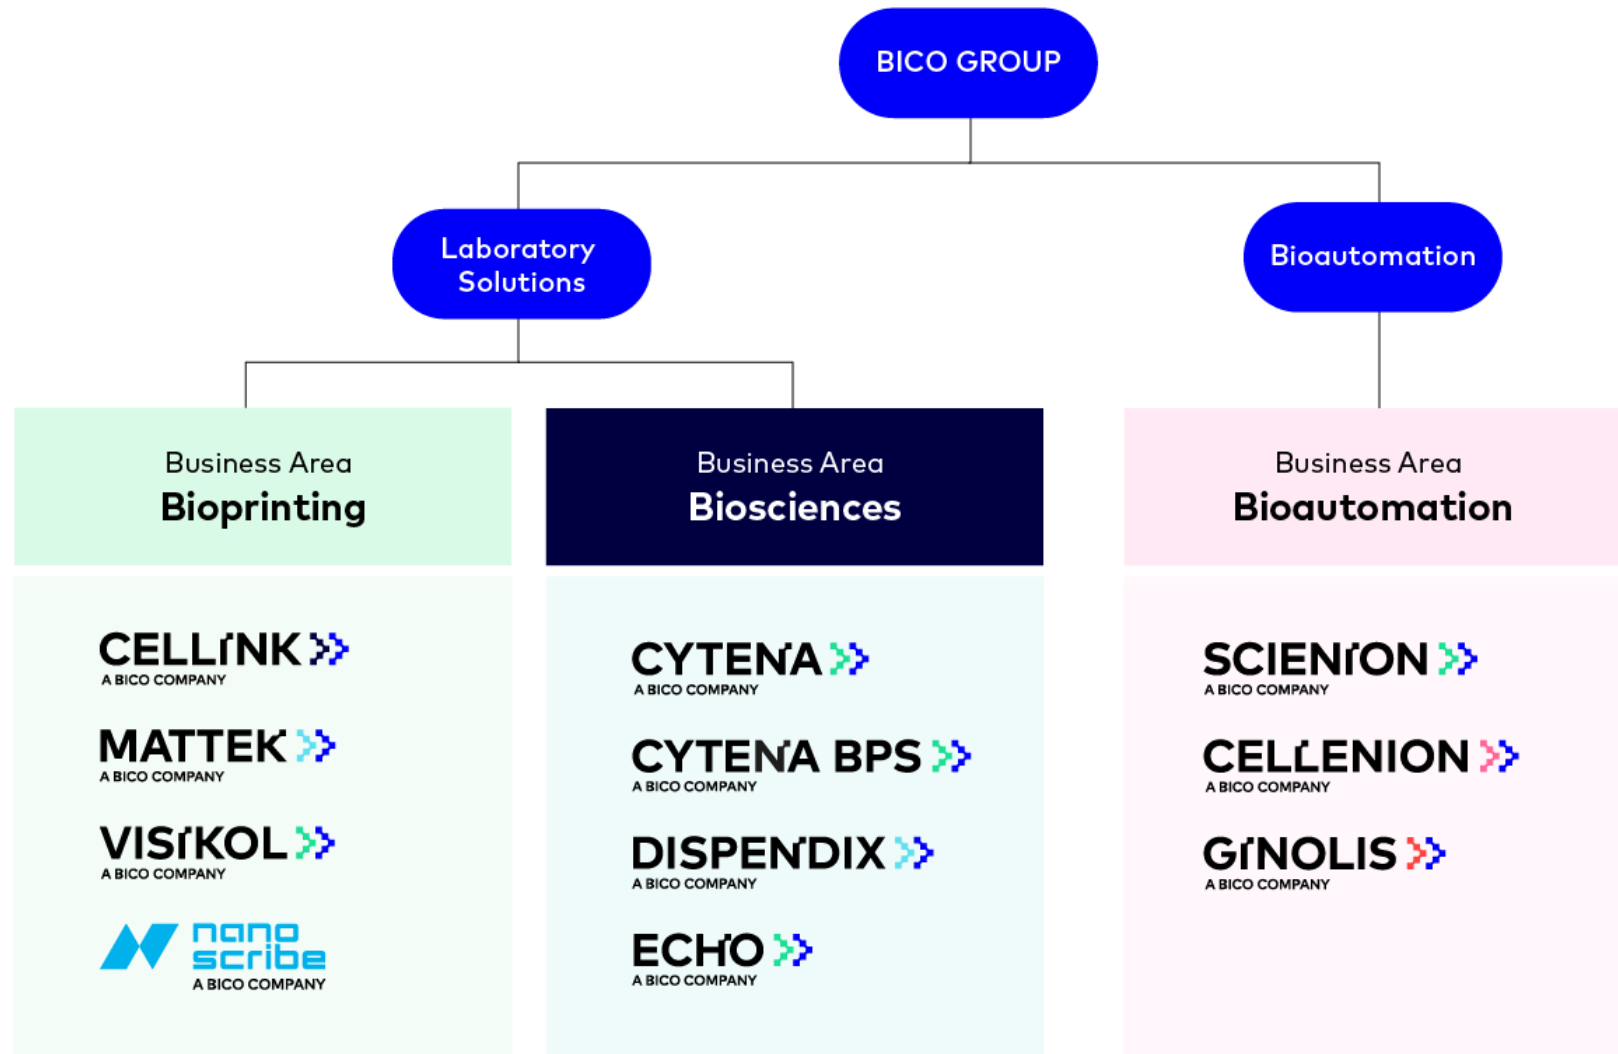 BICO GROUP
Laboratory
Solutions
Bioautomation
Business Area
Bioprinting
CELLINK
A BICO COMPANY
MATTEK
A BICO COMPANY
VISIKOL
A BICO COMPANY
nano
scribe
A BICO COMPANY
Business Area
Biosciences
CYTENA
A BICO COMPANY
CYTENA BPS
A BICO COMPANY
DISPENDIX
A BICO COMPANY
ECHO
A BICO COMPANY
Business Area
Bioautomation
SCIENION
A BICO COMPANY
CELLENION
A BICO COMPANY
GINOLIS
A BICO COMPANY